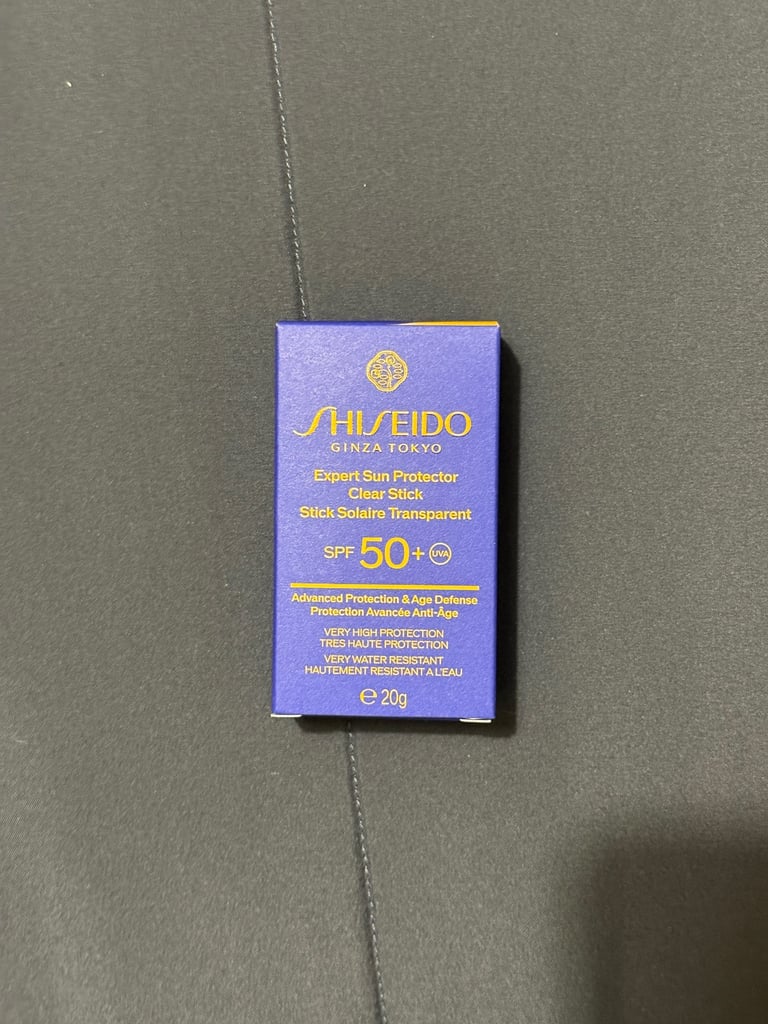 SHISEIDO
GINZA TOKYO
Expert Sun Protector
Clear Stick
Stick Solaire Transparent
SPF 50+ UVA
Advanced Protection & Age Defense
Protection Avancée Anti-Âge
VERY HIGH PROTECTION
TRES HAUTE PROTECTION
VERY WATER RESISTANT
HAUTEMENT RESISTANT A L'EAU
℮ 20g